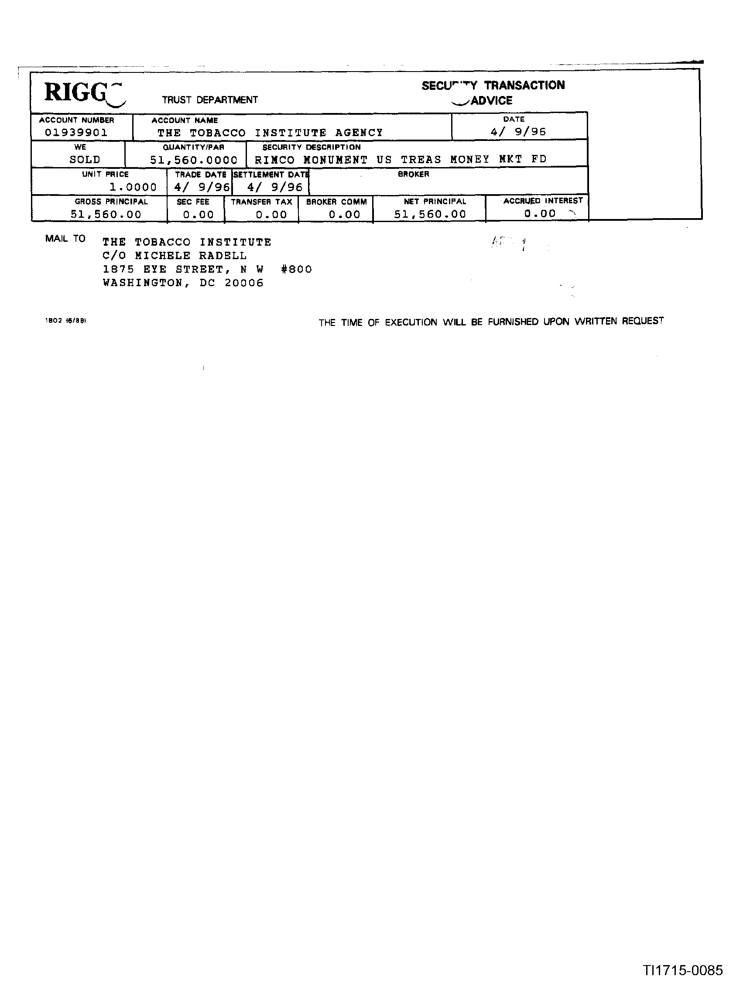 RIGG
TRUST DEPARTMENT
SECURITY TRANSACTION
ADVICE
ACCOUNT NUMBER ACCOUNT NAME DATE
01939901 THE TOBACCO INSTITUTE AGENCY 4/ 9/96
WE QUANTITY/PAR SECURITY DESCRIPTION
SOLD 51,560.0000 RIMCO MONUMENT US TREAS MONEY MKT FD
UNIT PRICE TRADE DATE SETTLEMENT DATE BROKER
1.0000 4/ 9/96 4/ 9/96
GROSS PRINCIPAL SEC FEE TRANSFER TAX BROKER COMM NET PRINCIPAL ACCRUED INTEREST
51,560.00 0.00 0.00 0.00 51,560.00 0.00
MAIL TO THE TOBACCO INSTITUTE
C/O MICHELE RADELL
1875 EYE STREET, N W #800
WASHINGTON, DC 20006
1802 (6/88) THE TIME OF EXECUTION WILL BE FURNISHED UPON WRITTEN REQUEST
TI1715-0085